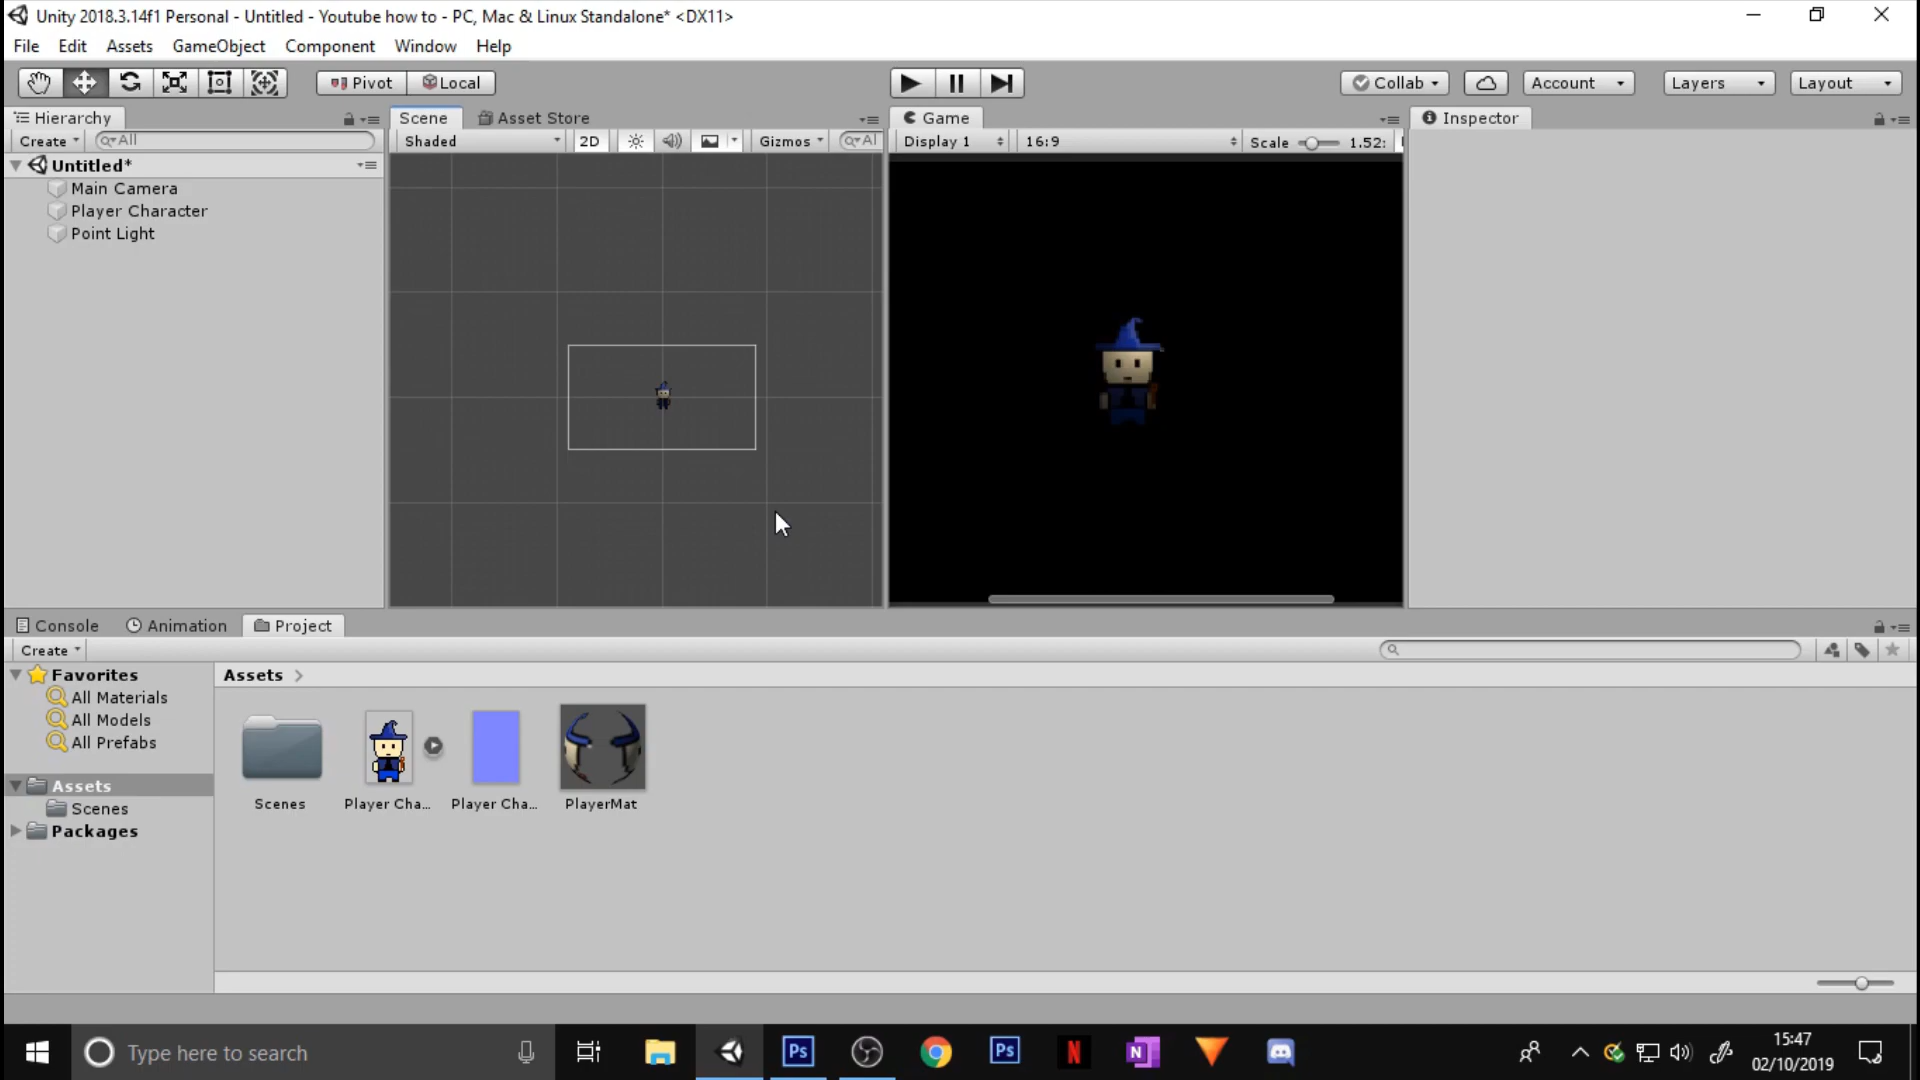 Unity 2018.3.14f1 Personal - Untitled - Youtube how to - PC, Mac & Linux Standalone* <DX11>
File Edit Assets GameObject Component Window Help
Pivot Local Collab Account Layers Layout
Hierarchy Scene Asset Store Game Inspector
Create All Shaded 2D Gizmos Al Display 1 16:9 Scale 1.52:
Untitled*
Main Camera
Player Character
Point Light
Console Animation Project
Create
Favorites Assets
All Materials
All Models
All Prefabs
Assets
Scenes
Packages
Scenes Player Cha... Player Cha... PlayerMat
Type here to search
Ps Ps N N
15:47
02/10/2019